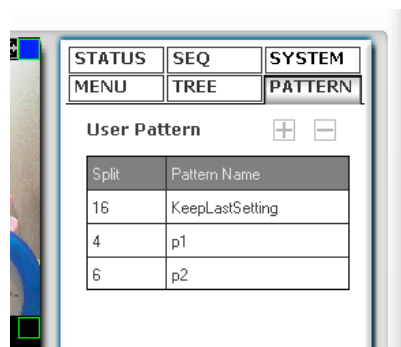 STATUS SEQ SYSTEM
MENU TREE PATTERN
User Pattern
Split Pattern Name
16 KeepLastSetting
4 p1
6 p2